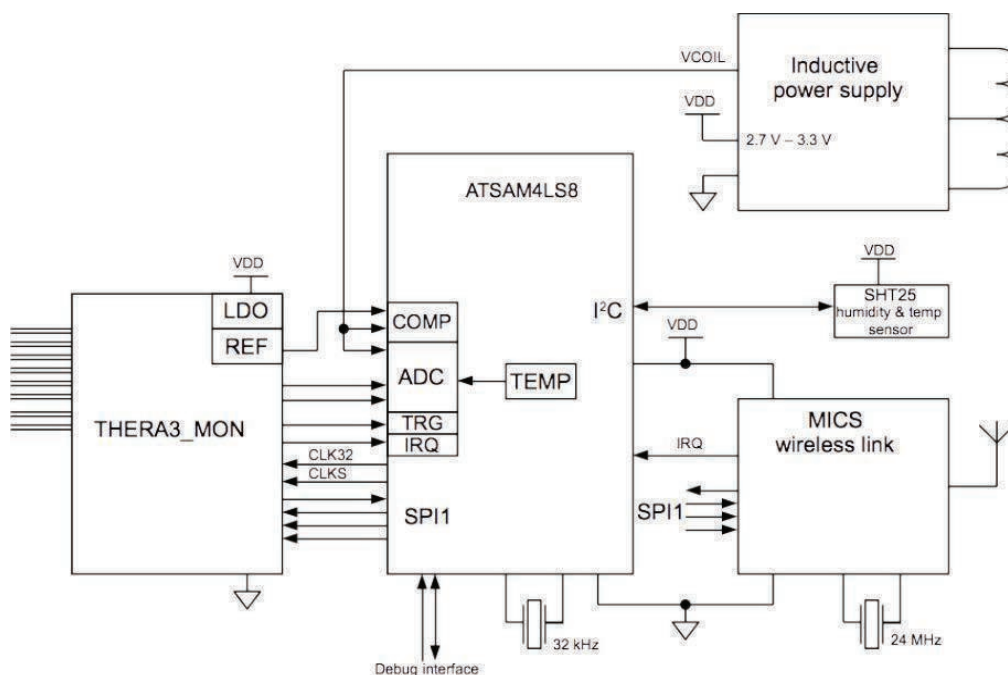 VCOIL
Inductive
power supply
VDD
2.7 V – 3.3 V
ATSAM4LS8
VDD
LDO
REF
COMP
ADC
TEMP
TRG
IRQ
THERA3_MON
CLK32
CLKS
SPI1
I²C
VDD
SHT25
humidity & temp
sensor
VDD
MICS
wireless link
IRQ
SPI1
32 kHz
24 MHz
Debug interface